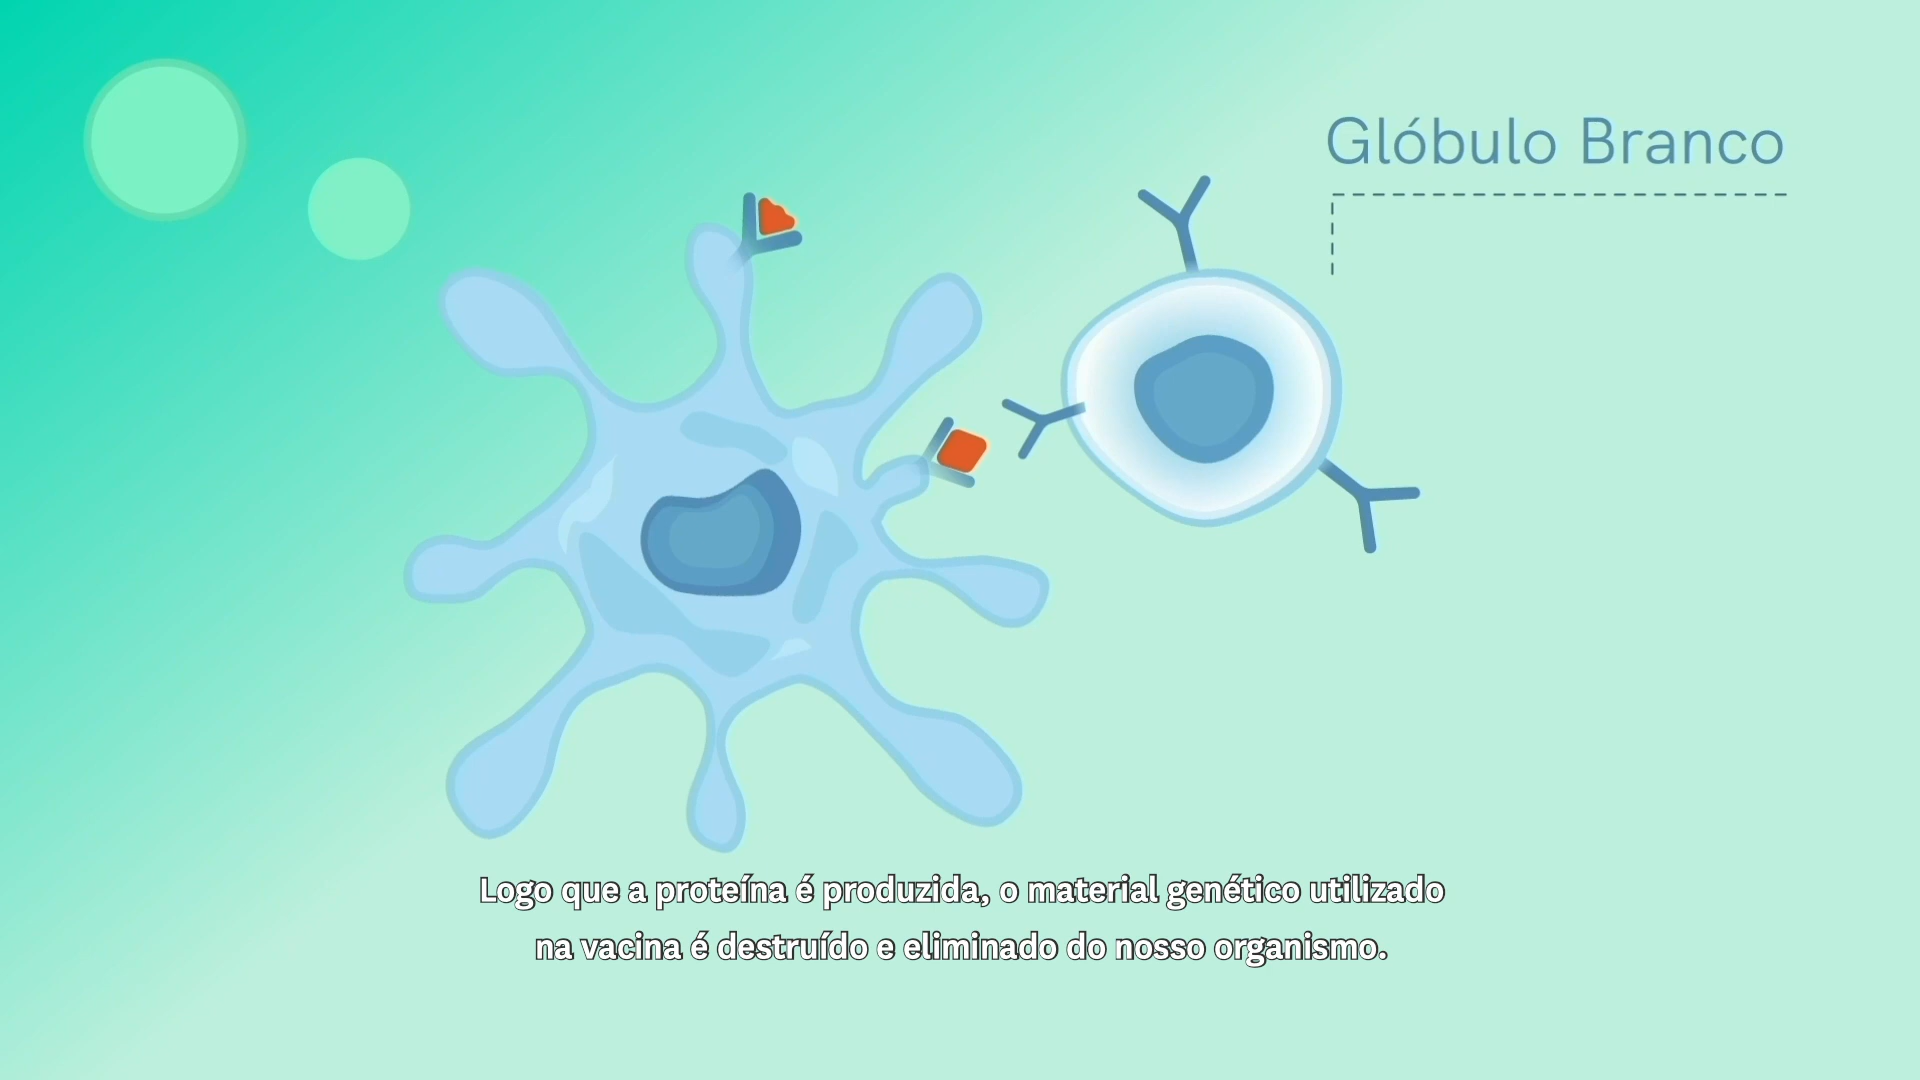 Glóbulo Branco
Logo que a proteína é produzida, o material genético utilizado
na vacina é destruído e eliminado do nosso organismo.